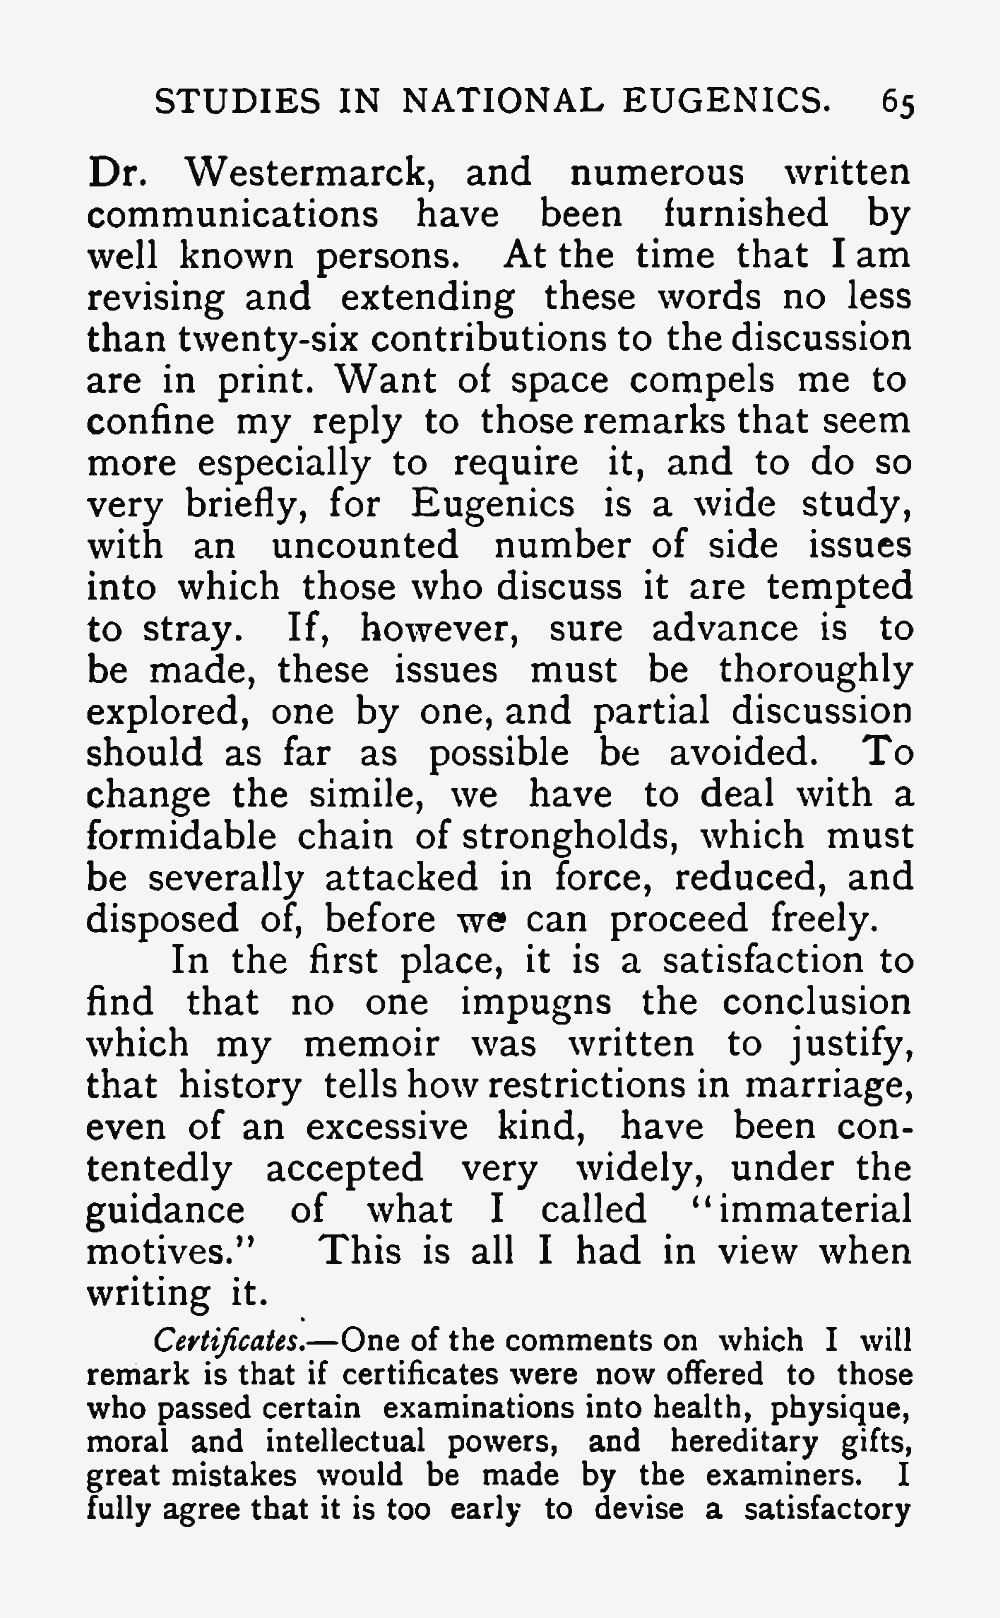 STUDIES IN NATIONAL EUGENICS. 65
Dr. Westermarck, and numerous written
communications have been furnished by
well known persons. At the time that I am
revising and extending these words no less
than twenty-six contributions to the discussion
are in print. Want of space compels me to
confine my reply to those remarks that seem
more especially to require it, and to do so
very briefly, for Eugenics is a wide study,
with an uncounted number of side issues
into which those who discuss it are tempted
to stray. If, however, sure advance is to
be made, these issues must be thoroughly
explored, one by one, and partial discussion
should as far as possible be avoided. To
change the simile, we have to deal with a
formidable chain of strongholds, which must
be severally attacked in force, reduced, and
disposed of, before we can proceed freely.
In the first place, it is a satisfaction to
find that no one impugns the conclusion
which my memoir was written to justify,
that history tells how restrictions in marriage,
even of an excessive kind, have been con-
tentedly accepted very widely, under the
guidance of what I called “immaterial
motives.” This is all I had in view when
writing it.
Certificates.—One of the comments on which I will
remark is that if certificates were now offered to those
who passed certain examinations into health, physique,
moral and intellectual powers, and hereditary gifts,
great mistakes would be made by the examiners. I
fully agree that it is too early to devise a satisfactory